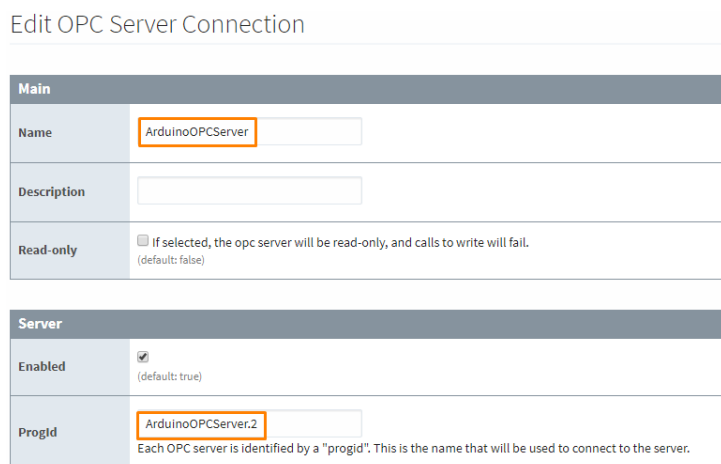 Edit OPC Server Connection
Main
Name
ArduinoOPCServer
Description
Read-only
If selected, the opc server will be read-only, and calls to write will fail.
(default: false)
Server
Enabled
(default: true)
ProgId
ArduinoOPCServer.2
Each OPC server is identified by a "progid". This is the name that will be used to connect to the server.